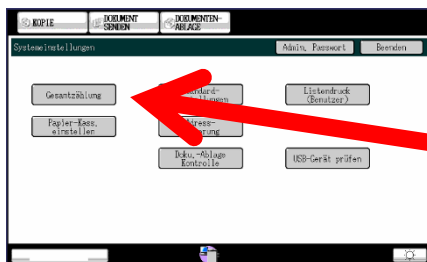 KOPIE
DOKUMENT
SENDEN
DOKUMENTEN-
ABLAGE
Systemeinstellungen
Admin. Passwort
Beenden
Gesamtzählung
Listendruck
(Benutzer)
Papier-Kass.
einstellen
Doku.-Ablage
Kontrolle
USB-Gerät prüfen